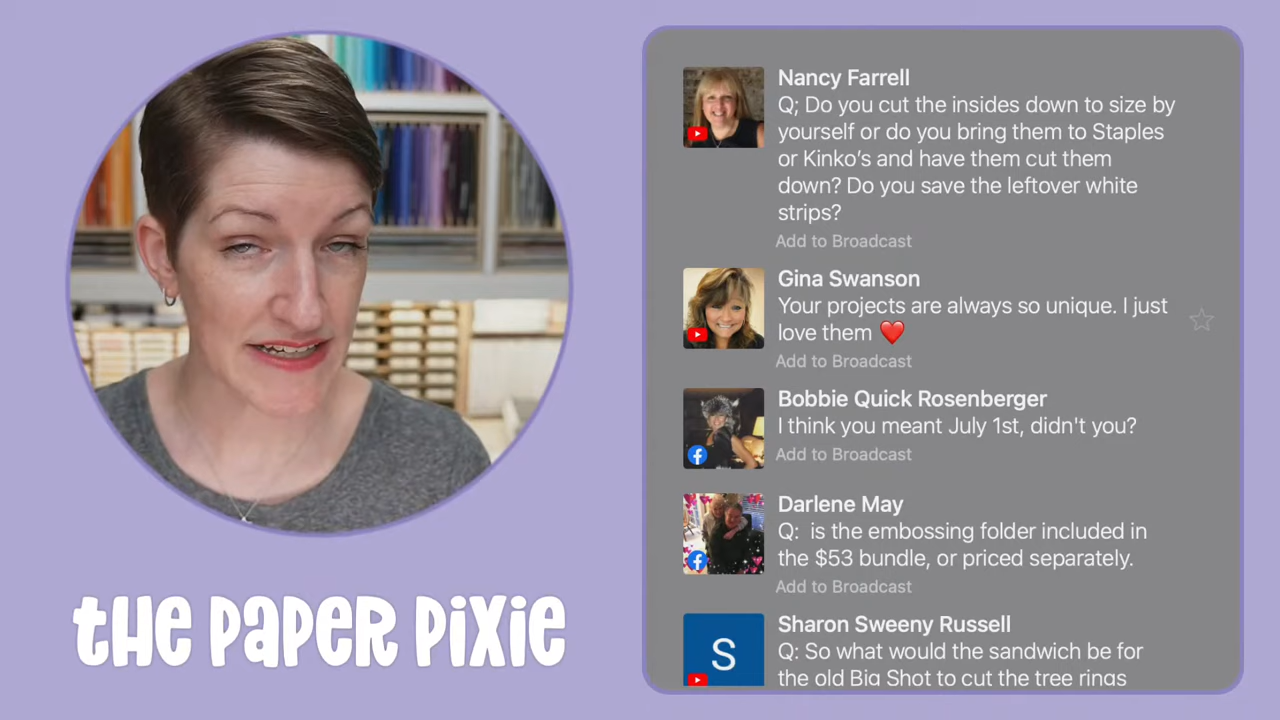 Nancy Farrell
Q; Do you cut the insides down to size by
yourself or do you bring them to Staples
or Kinko's and have them cut them
down? Do you save the leftover white
strips?
Add to Broadcast
Gina Swanson
Your projects are always so unique. I just
love them ❤️
Add to Broadcast
Bobbie Quick Rosenberger
I think you meant July 1st, didn't you?
Add to Broadcast
Darlene May
Q:  is the embossing folder included in
the $53 bundle, or priced separately.
Add to Broadcast
S
Sharon Sweeny Russell
Q: So what would the sandwich be for
the old Big Shot to cut the tree rings
the paper pixie